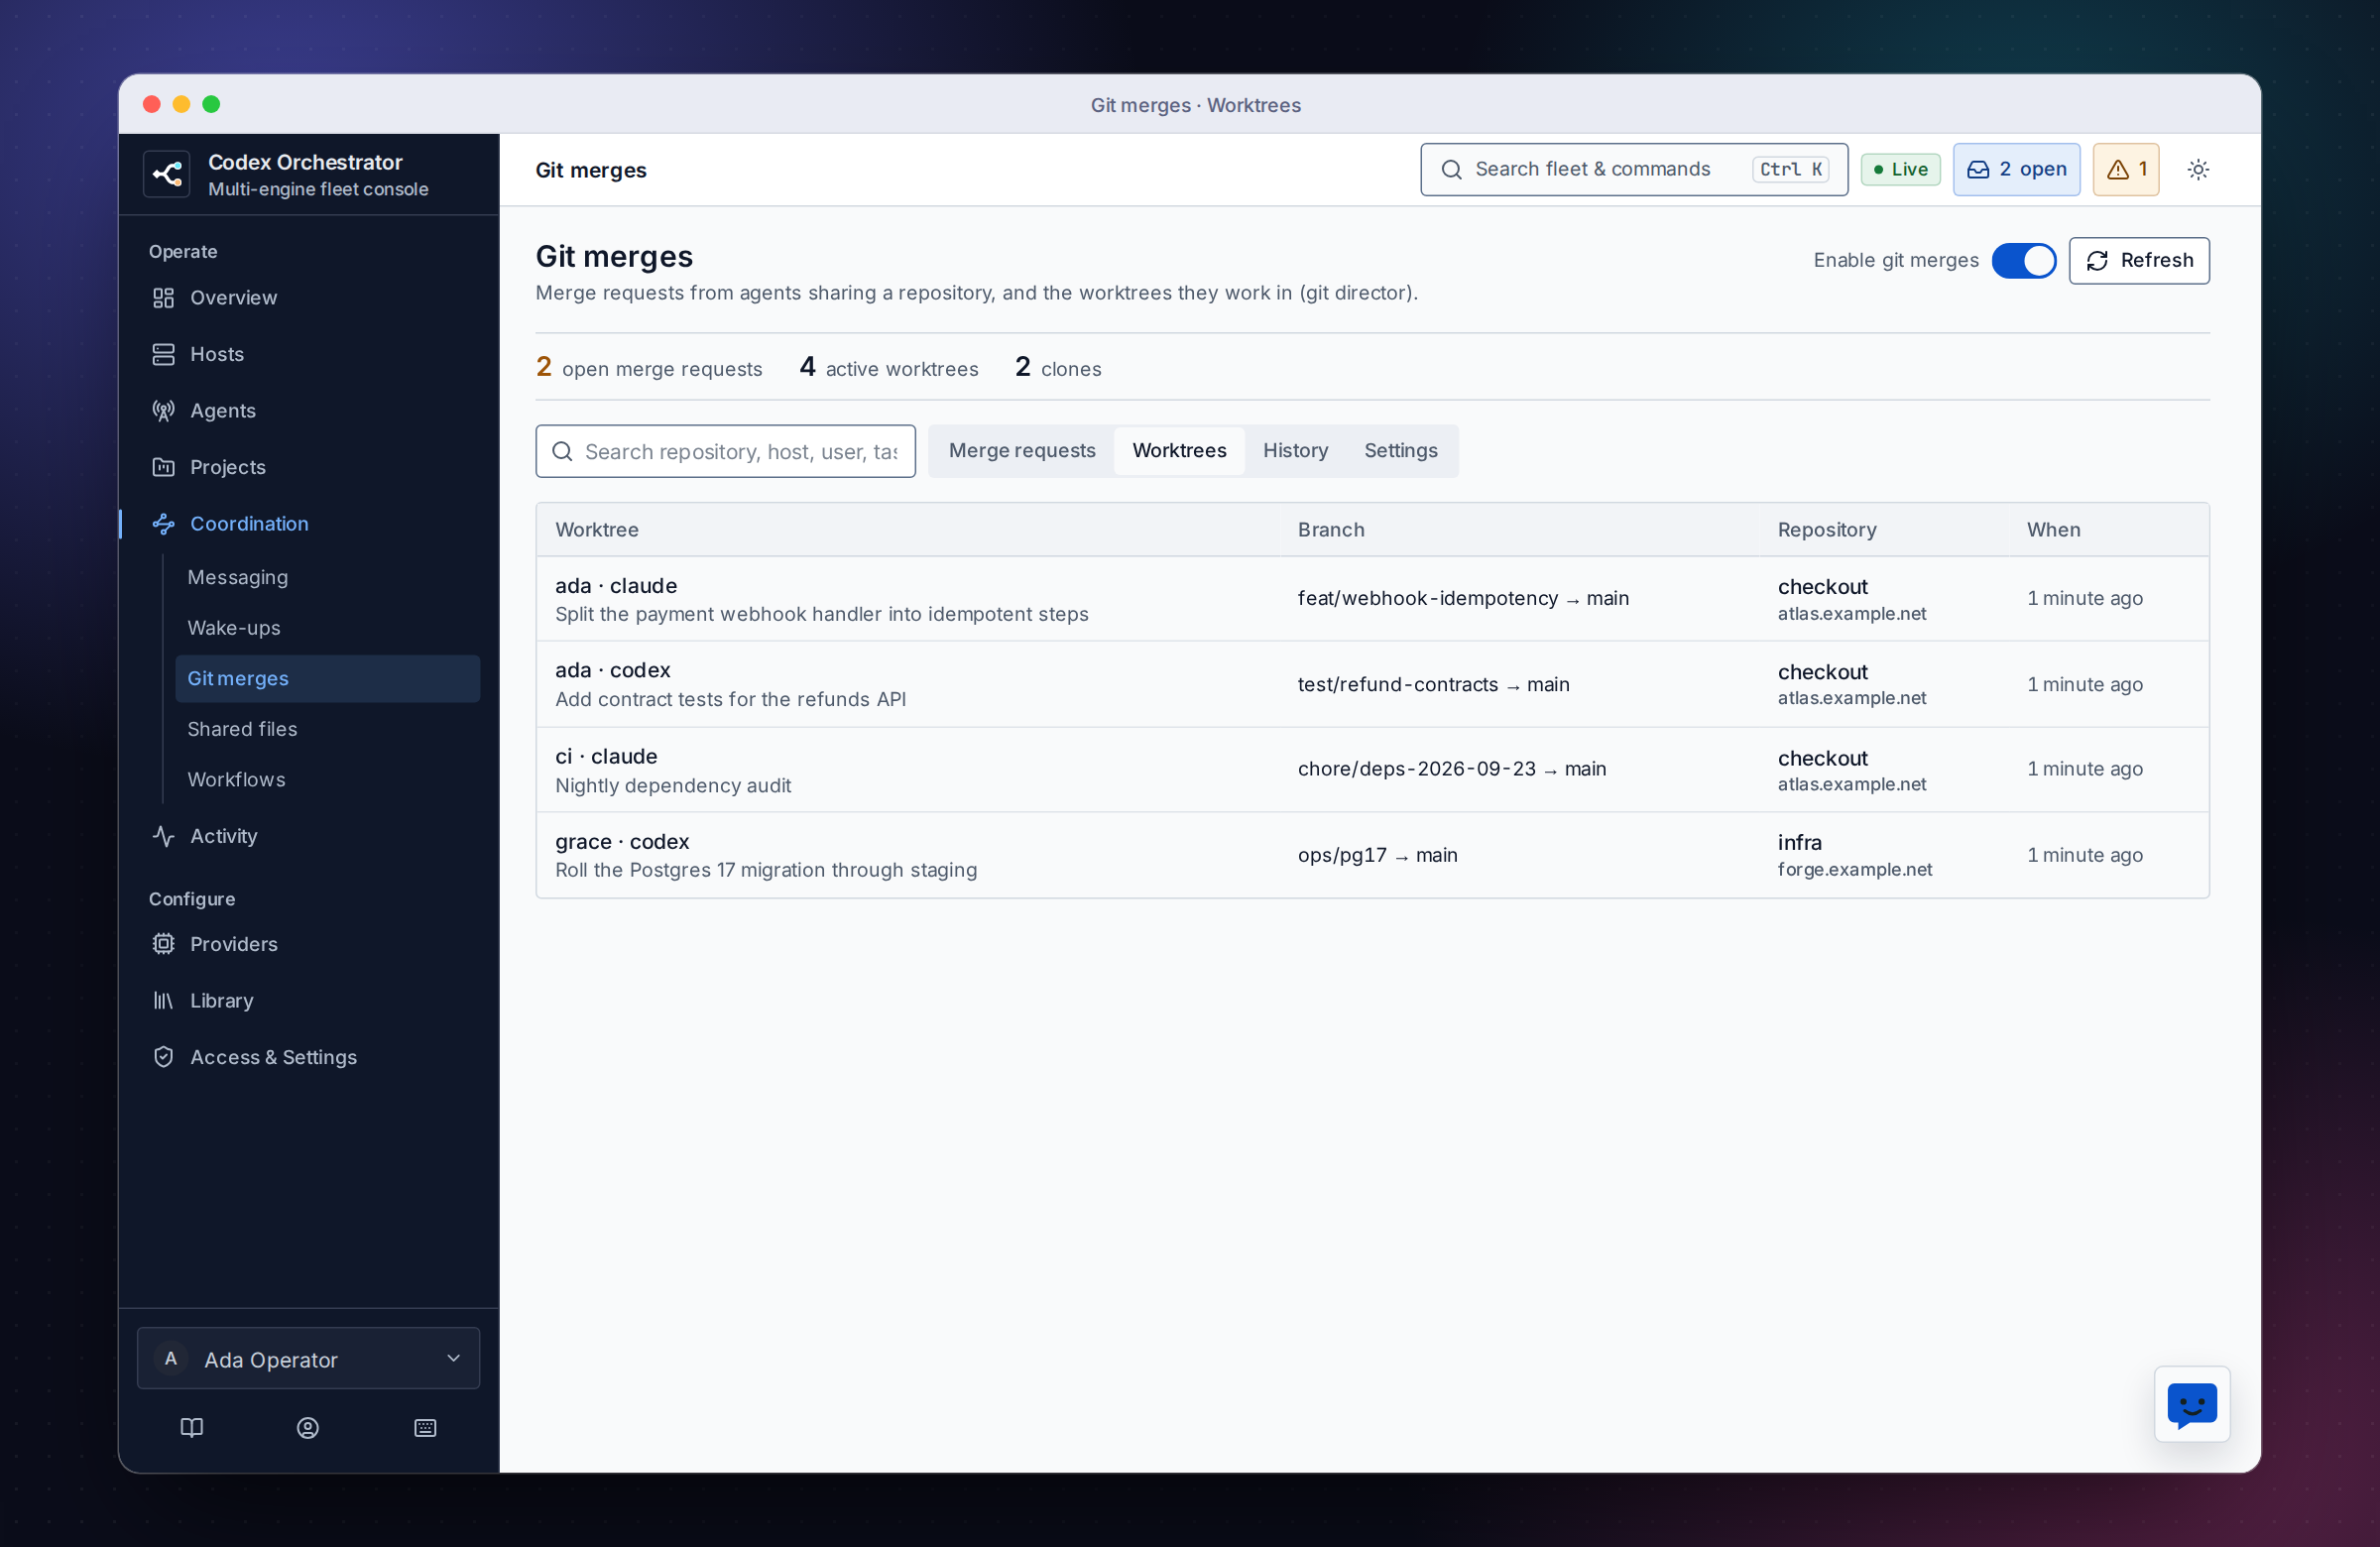 Git merges · Worktrees
Codex Orchestrator
Multi-engine fleet console
Operate
Overview
Hosts
Agents
Projects
Coordination
Messaging
Wake-ups
Git merges
Shared files
Workflows
Activity
Configure
Providers
Library
Access & Settings
A Ada Operator
Git merges
Search fleet & commands Ctrl K
Live
2 open
1
Git merges
Merge requests from agents sharing a repository, and the worktrees they work in (git director).
Enable git merges
Refresh
2 open merge requests 4 active worktrees 2 clones
Search repository, host, user, tas
Merge requests Worktrees History Settings
Worktree Branch Repository When
ada · claude
Split the payment webhook handler into idempotent steps
feat/webhook-idempotency → main
checkout
atlas.example.net
1 minute ago
ada · codex
Add contract tests for the refunds API
test/refund-contracts → main
checkout
atlas.example.net
1 minute ago
ci · claude
Nightly dependency audit
chore/deps-2026-09-23 → main
checkout
atlas.example.net
1 minute ago
grace · codex
Roll the Postgres 17 migration through staging
ops/pg17 → main
infra
forge.example.net
1 minute ago